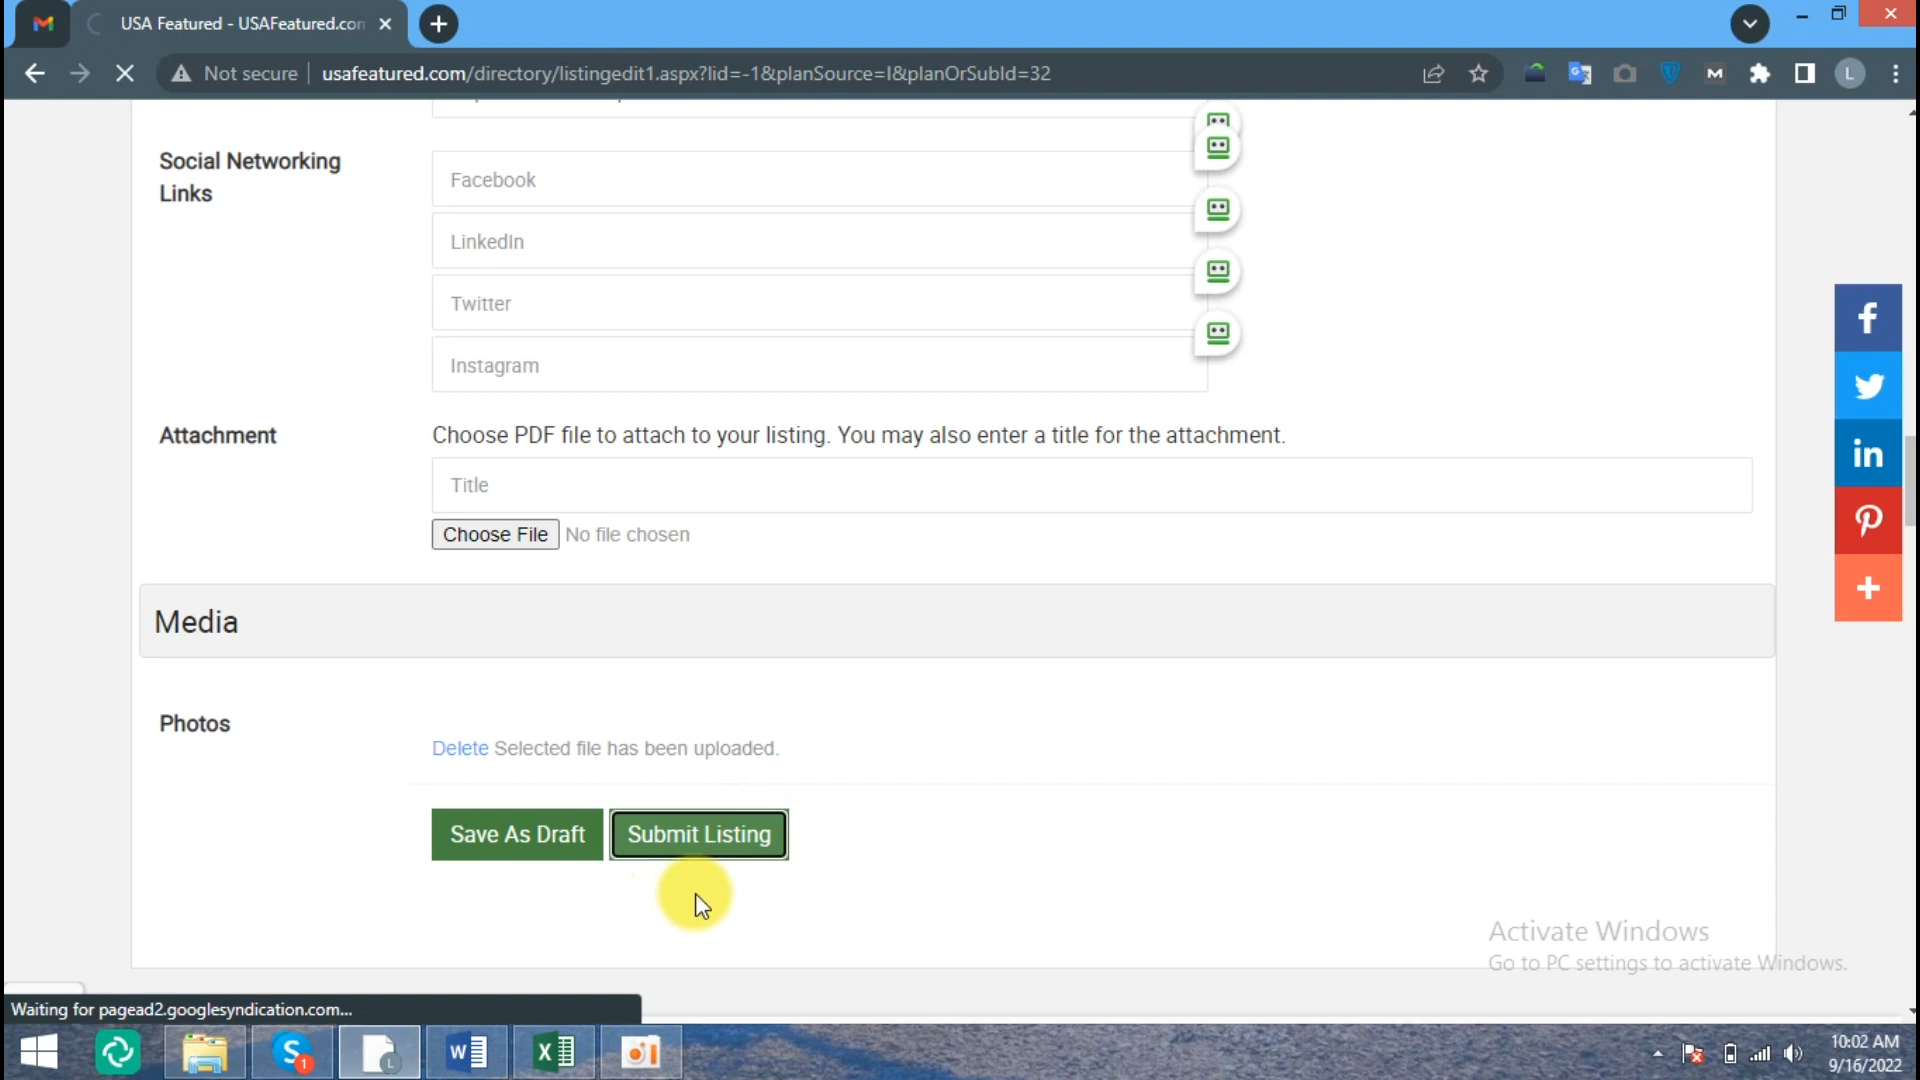 USA Featured - USAFeatured.com
Not secure
usafeatured.com/directory/listingedit1.aspx?lid=-1&planSource=I&planOrSubId=32
L
M
Social Networking
Links
Facebook
LinkedIn
Twitter
Instagram
Attachment
Choose PDF file to attach to your listing. You may also enter a title for the attachment.
Title
Choose File No file chosen
Media
Photos
Delete Selected file has been uploaded.
Save As Draft
Submit Listing
Activate Windows
Go to PC settings to activate Windows.
Waiting for pagead2.googlesyndication.com...
10:02 AM
9/16/2022